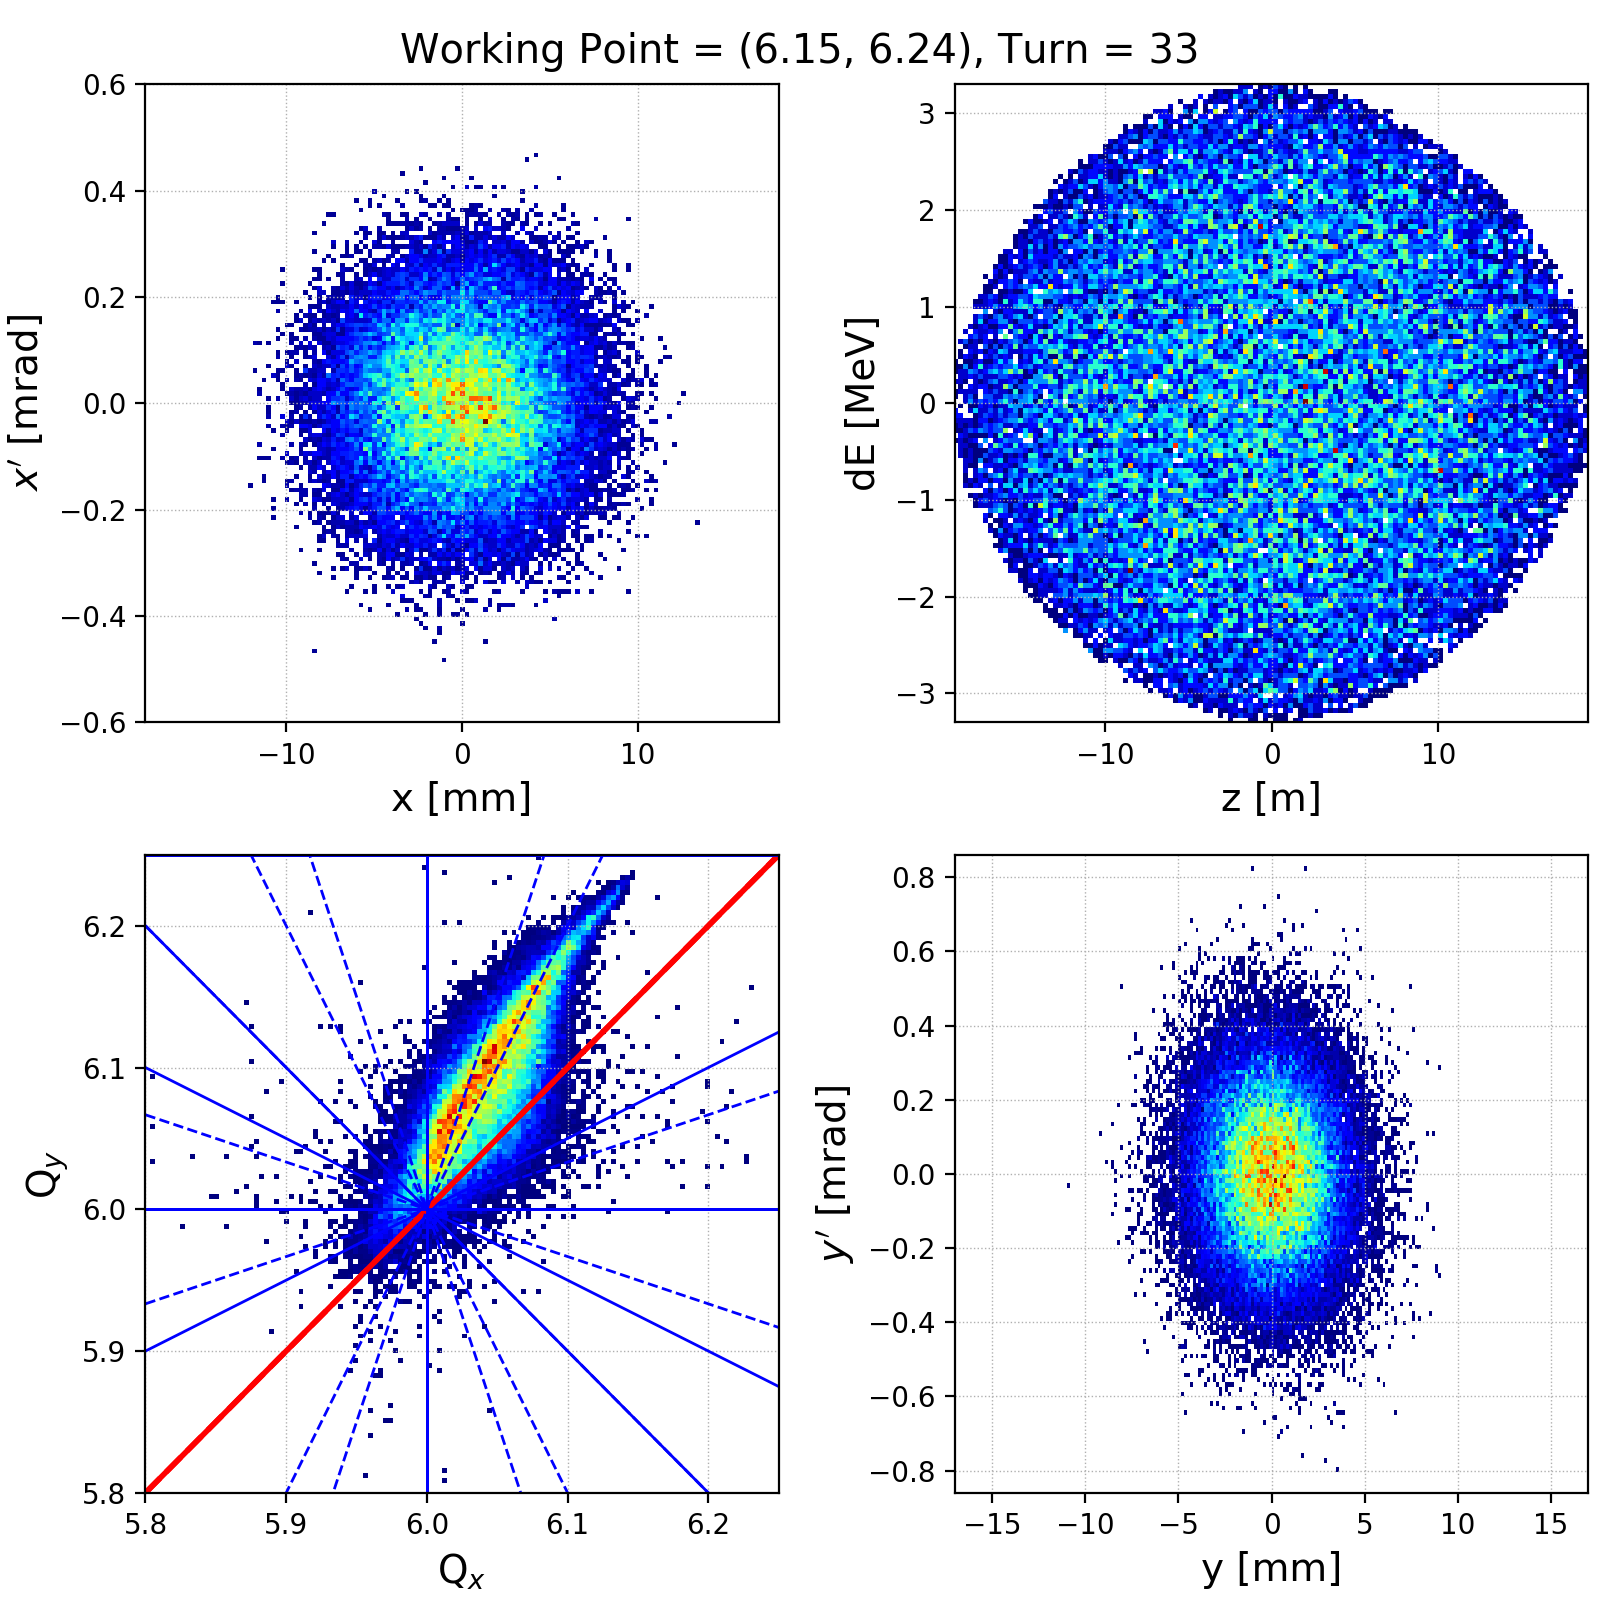 Working Point = (6.15, 6.24), Turn = 33
0.6
0.4
0.2
0.0
−0.2
−0.4
−0.6
x′ [mrad]
−10 0 10
x [mm]
3
2
1
0
−1
−2
−3
dE [MeV]
−10 0 10
z [m]
6.2
6.1
6.0
5.9
5.8
Qy
5.8 5.9 6.0 6.1 6.2
Qx
0.8
0.6
0.4
0.2
0.0
−0.2
−0.4
−0.6
−0.8
y′ [mrad]
−15 −10 −5 0 5 10 15
y [mm]